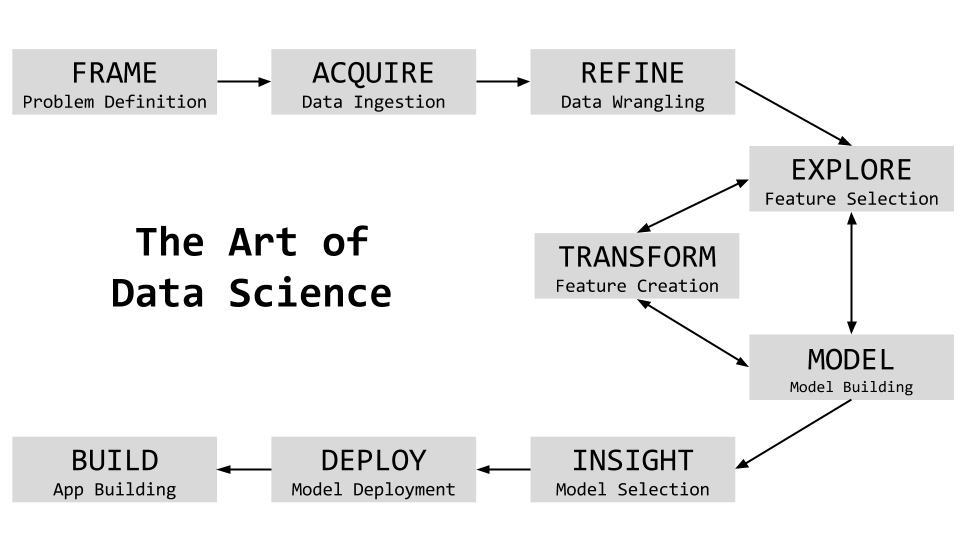 FRAME
Problem Definition
ACQUIRE
Data Ingestion
REFINE
Data Wrangling
EXPLORE
Feature Selection
The Art of
Data Science
TRANSFORM
Feature Creation
MODEL
Model Building
BUILD
App Building
DEPLOY
Model Deployment
INSIGHT
Model Selection